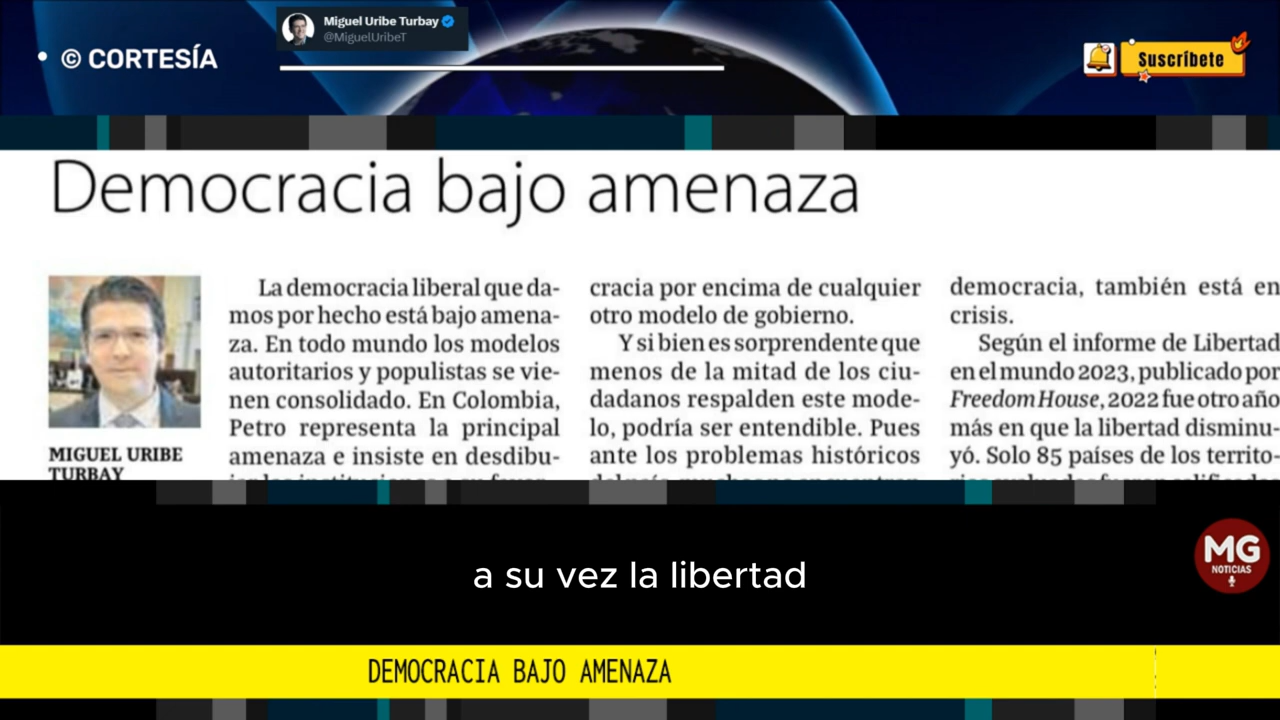 © CORTESÍA
Miguel Uribe Turbay
@MiguelUribeT
Suscríbete
Democracia bajo amenaza
MIGUEL URIBE
TURBAY
La democracia liberal que da-
mos por hecho está bajo amena-
za. En todo mundo los modelos
autoritarios y populistas se vie-
nen consolidado. En Colombia,
Petro representa la principal
amenaza e insiste en desdibu-
cracia por encima de cualquier
otro modelo de gobierno.
Y si bien es sorprendente que
menos de la mitad de los ciu-
dadanos respalden este mode-
lo, podría ser entendible. Pues
ante los problemas históricos
democracia, también está en
crisis.
Según el informe de Libertad
en el mundo 2023, publicado por
Freedom House, 2022 fue otro año
más en que la libertad disminu-
yó. Solo 85 países de los territo-
a su vez la libertad
MG
NOTICIAS
DEMOCRACIA BAJO AMENAZA